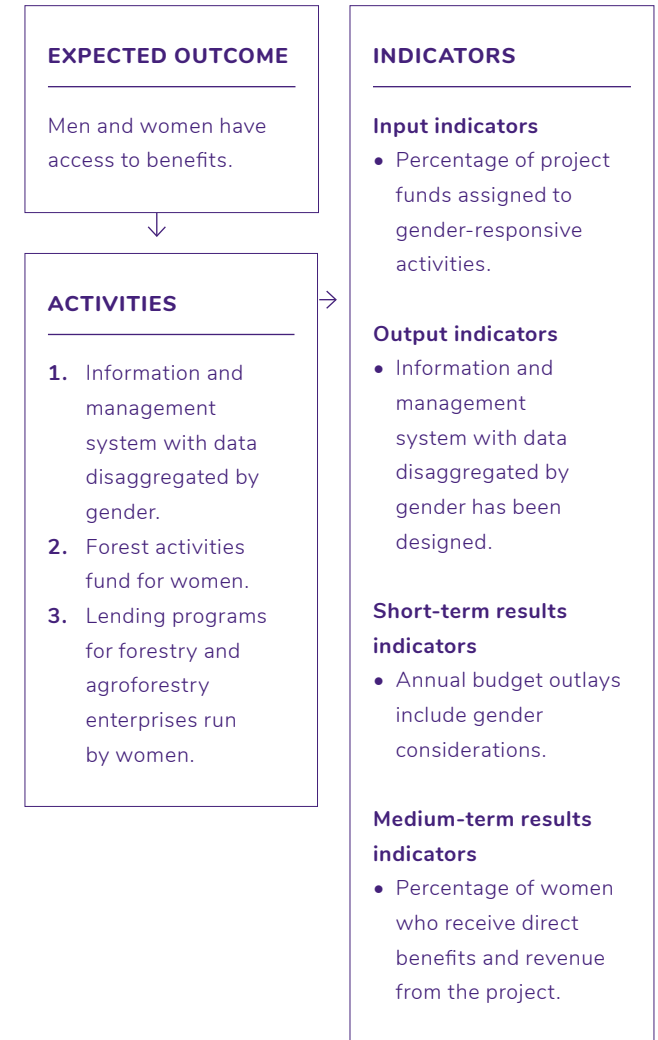 EXPECTED OUTCOME
Men and women have
access to benefits.
ACTIVITIES
1. Information and
management
system with data
disaggregated by
gender.
2. Forest activities
fund for women.
3. Lending programs
for forestry and
agroforestry
enterprises run
by women.
INDICATORS
Input indicators
• Percentage of project
funds assigned to
gender-responsive
activities.
Output indicators
• Information and
management
system with data
disaggregated by
gender has been
designed.
Short-term results
indicators
• Annual budget outlays
include gender
considerations.
Medium-term results
indicators
• Percentage of women
who receive direct
benefits and revenue
from the project.